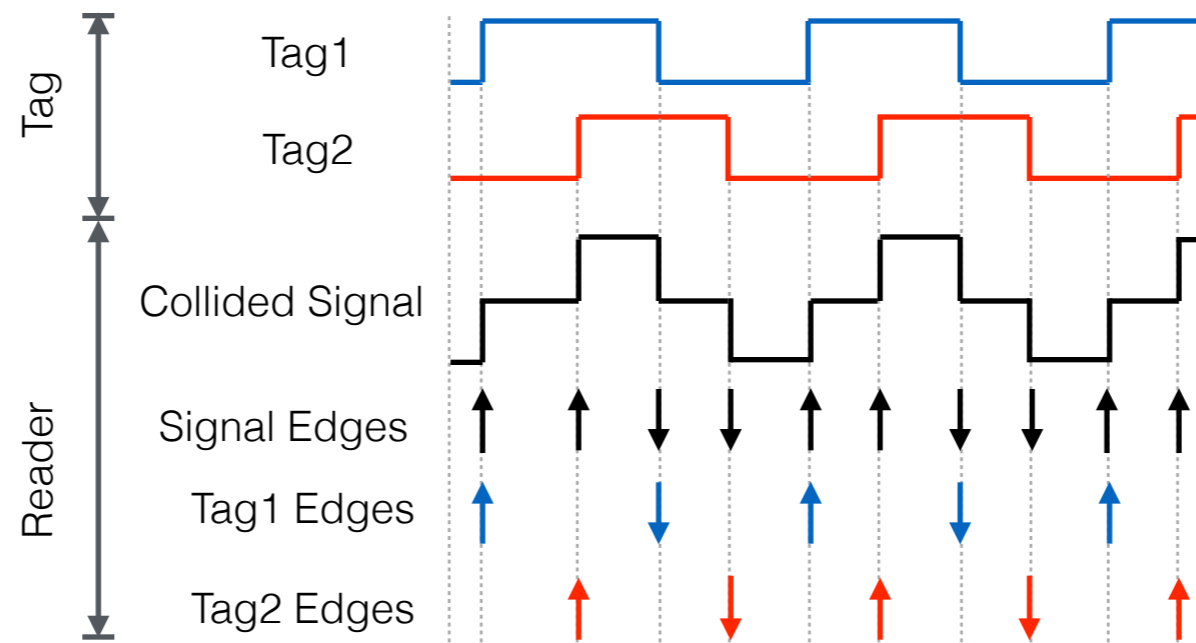 Tag
Tag1
Tag2
Reader
Collided Signal
Signal Edges
Tag1 Edges
Tag2 Edges